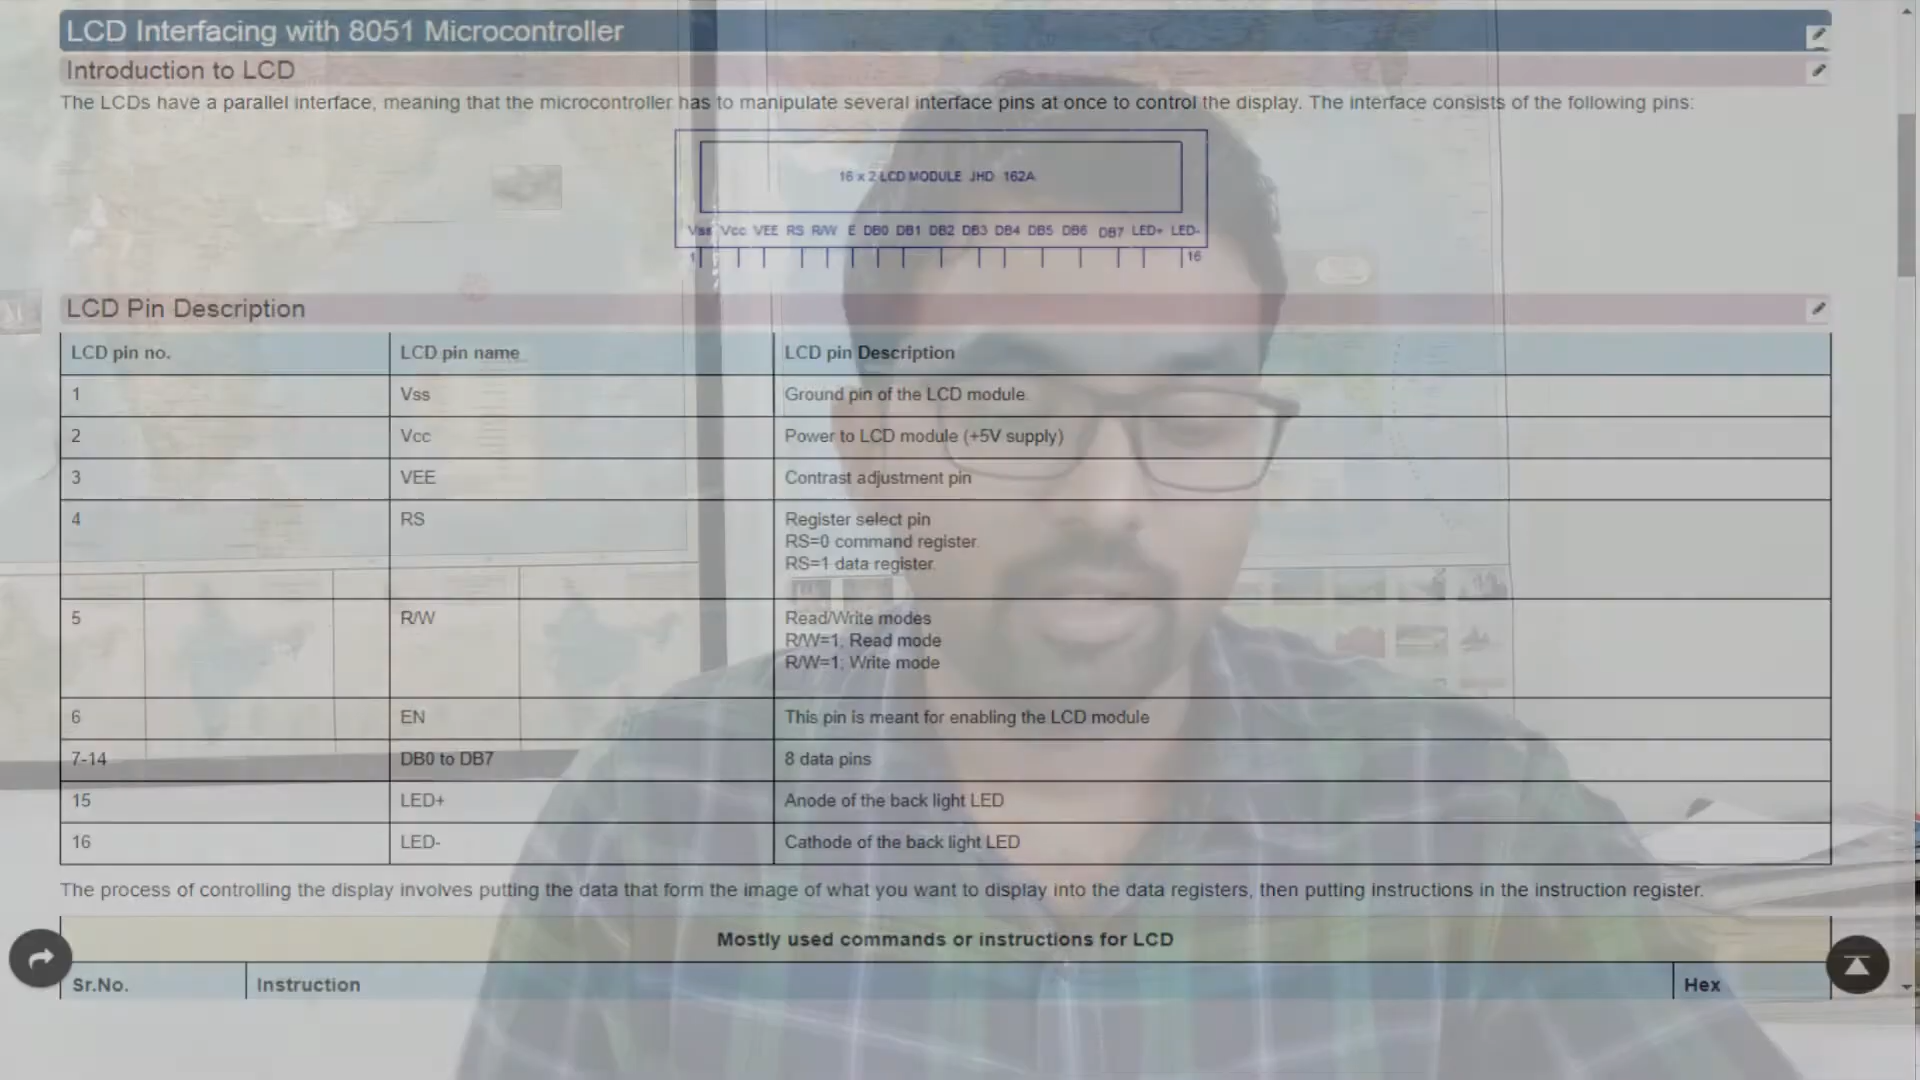 LCD Interfacing with 8051 Microcontroller
Introduction to LCD
The LCDs have a parallel interface, meaning that the microcontroller has to manipulate several interface pins at once to control the display. The interface consists of the following pins:
16 x 2 LCD MODULE JHD 162A
Vss Vcc VEE RS R/W E DB0 DB1 DB2 DB3 DB4 DB5 DB6 DB7 LED+ LED-
1 16
LCD Pin Description
LCD pin no. LCD pin name LCD pin Description
1 Vss Ground pin of the LCD module
2 Vcc Power to LCD module (+5V supply)
3 VEE Contrast adjustment pin
4 RS Register select pin
RS=0 command register.
RS=1 data register.
5 R/W Read/Write modes
R/W=1; Read mode
R/W=1; Write mode
6 EN This pin is meant for enabling the LCD module
7-14 DB0 to DB7 8 data pins
15 LED+ Anode of the back light LED
16 LED- Cathode of the back light LED
The process of controlling the display involves putting the data that form the image of what you want to display into the data registers, then putting instructions in the instruction register.
Mostly used commands or instructions for LCD
Sr.No. Instruction Hex